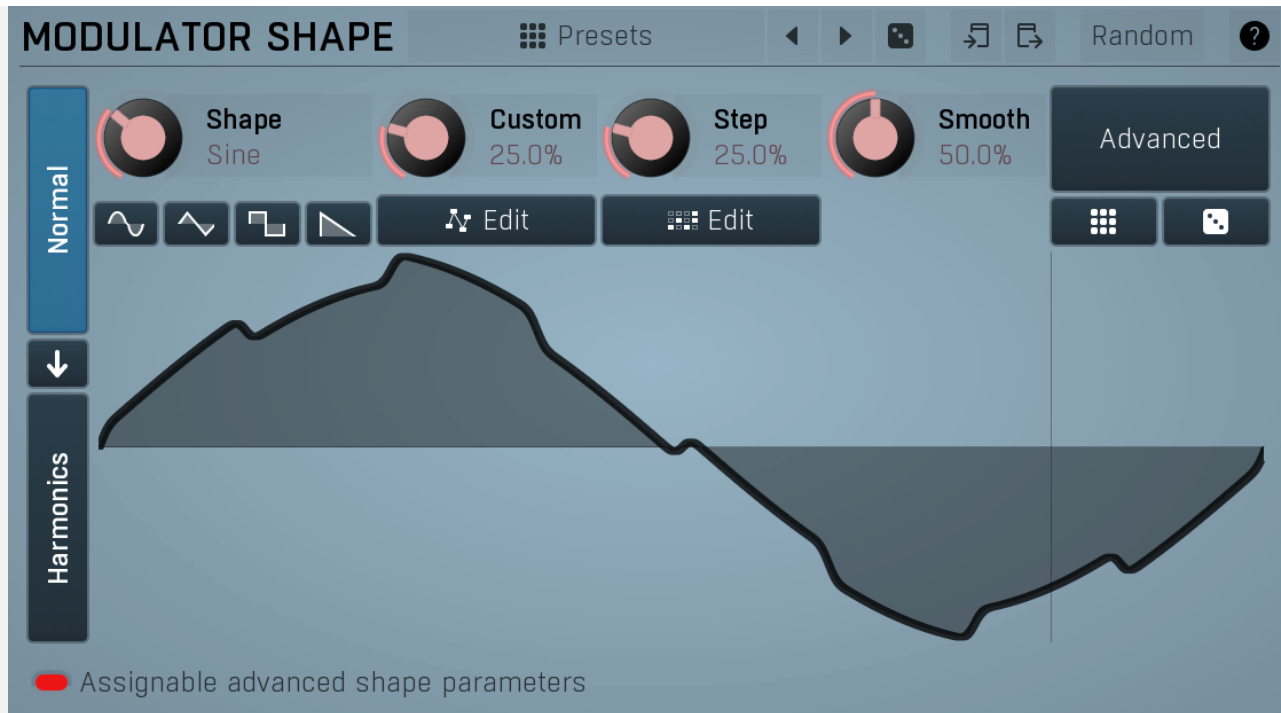 MODULATOR SHAPE Presets Random ?
Shape Custom Step Smooth
Sine 25.0% 25.0% 50.0%
Advanced
Normal
Edit Edit
Harmonics
Assignable advanced shape parameters